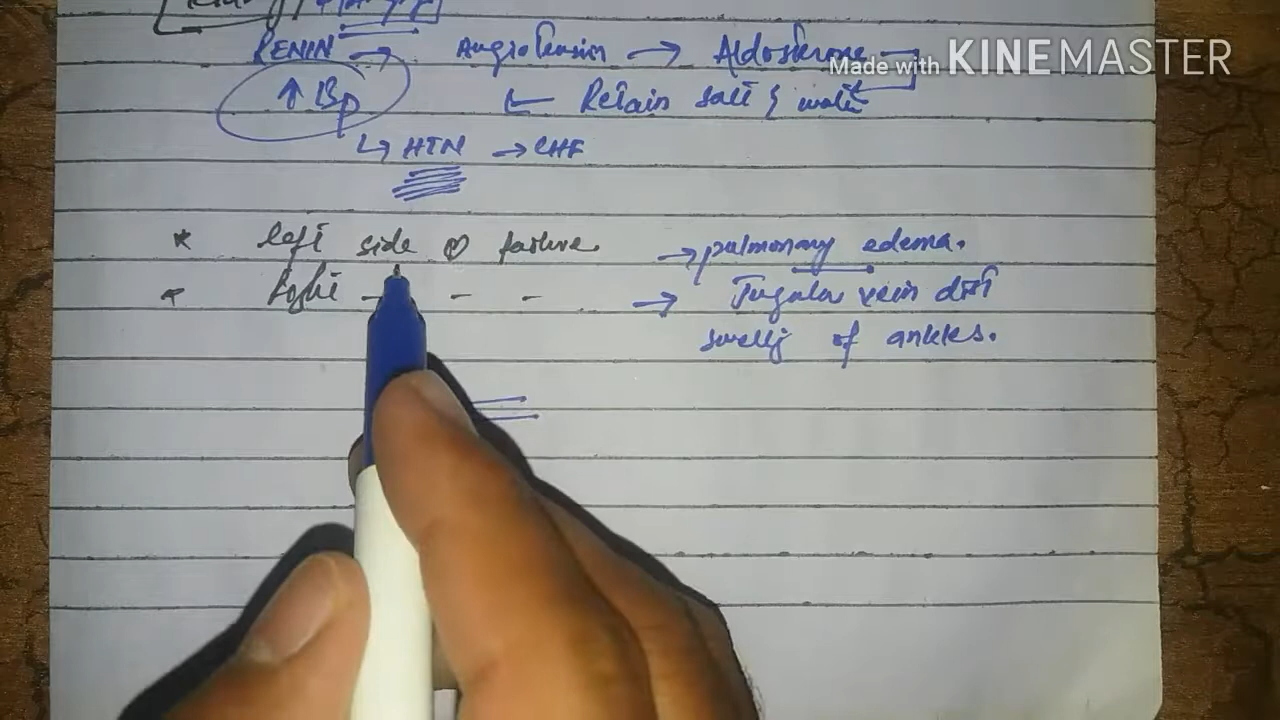 RENIN → Angiotensin → Aldosterone
Made with KINEMASTER
↑ Bp ← Retain salt & water
↳ HTN → CHF
* left side ♡ failure. → pulmonary edema.
* Right - - - → Jugular vein dist
swellig of ankles.